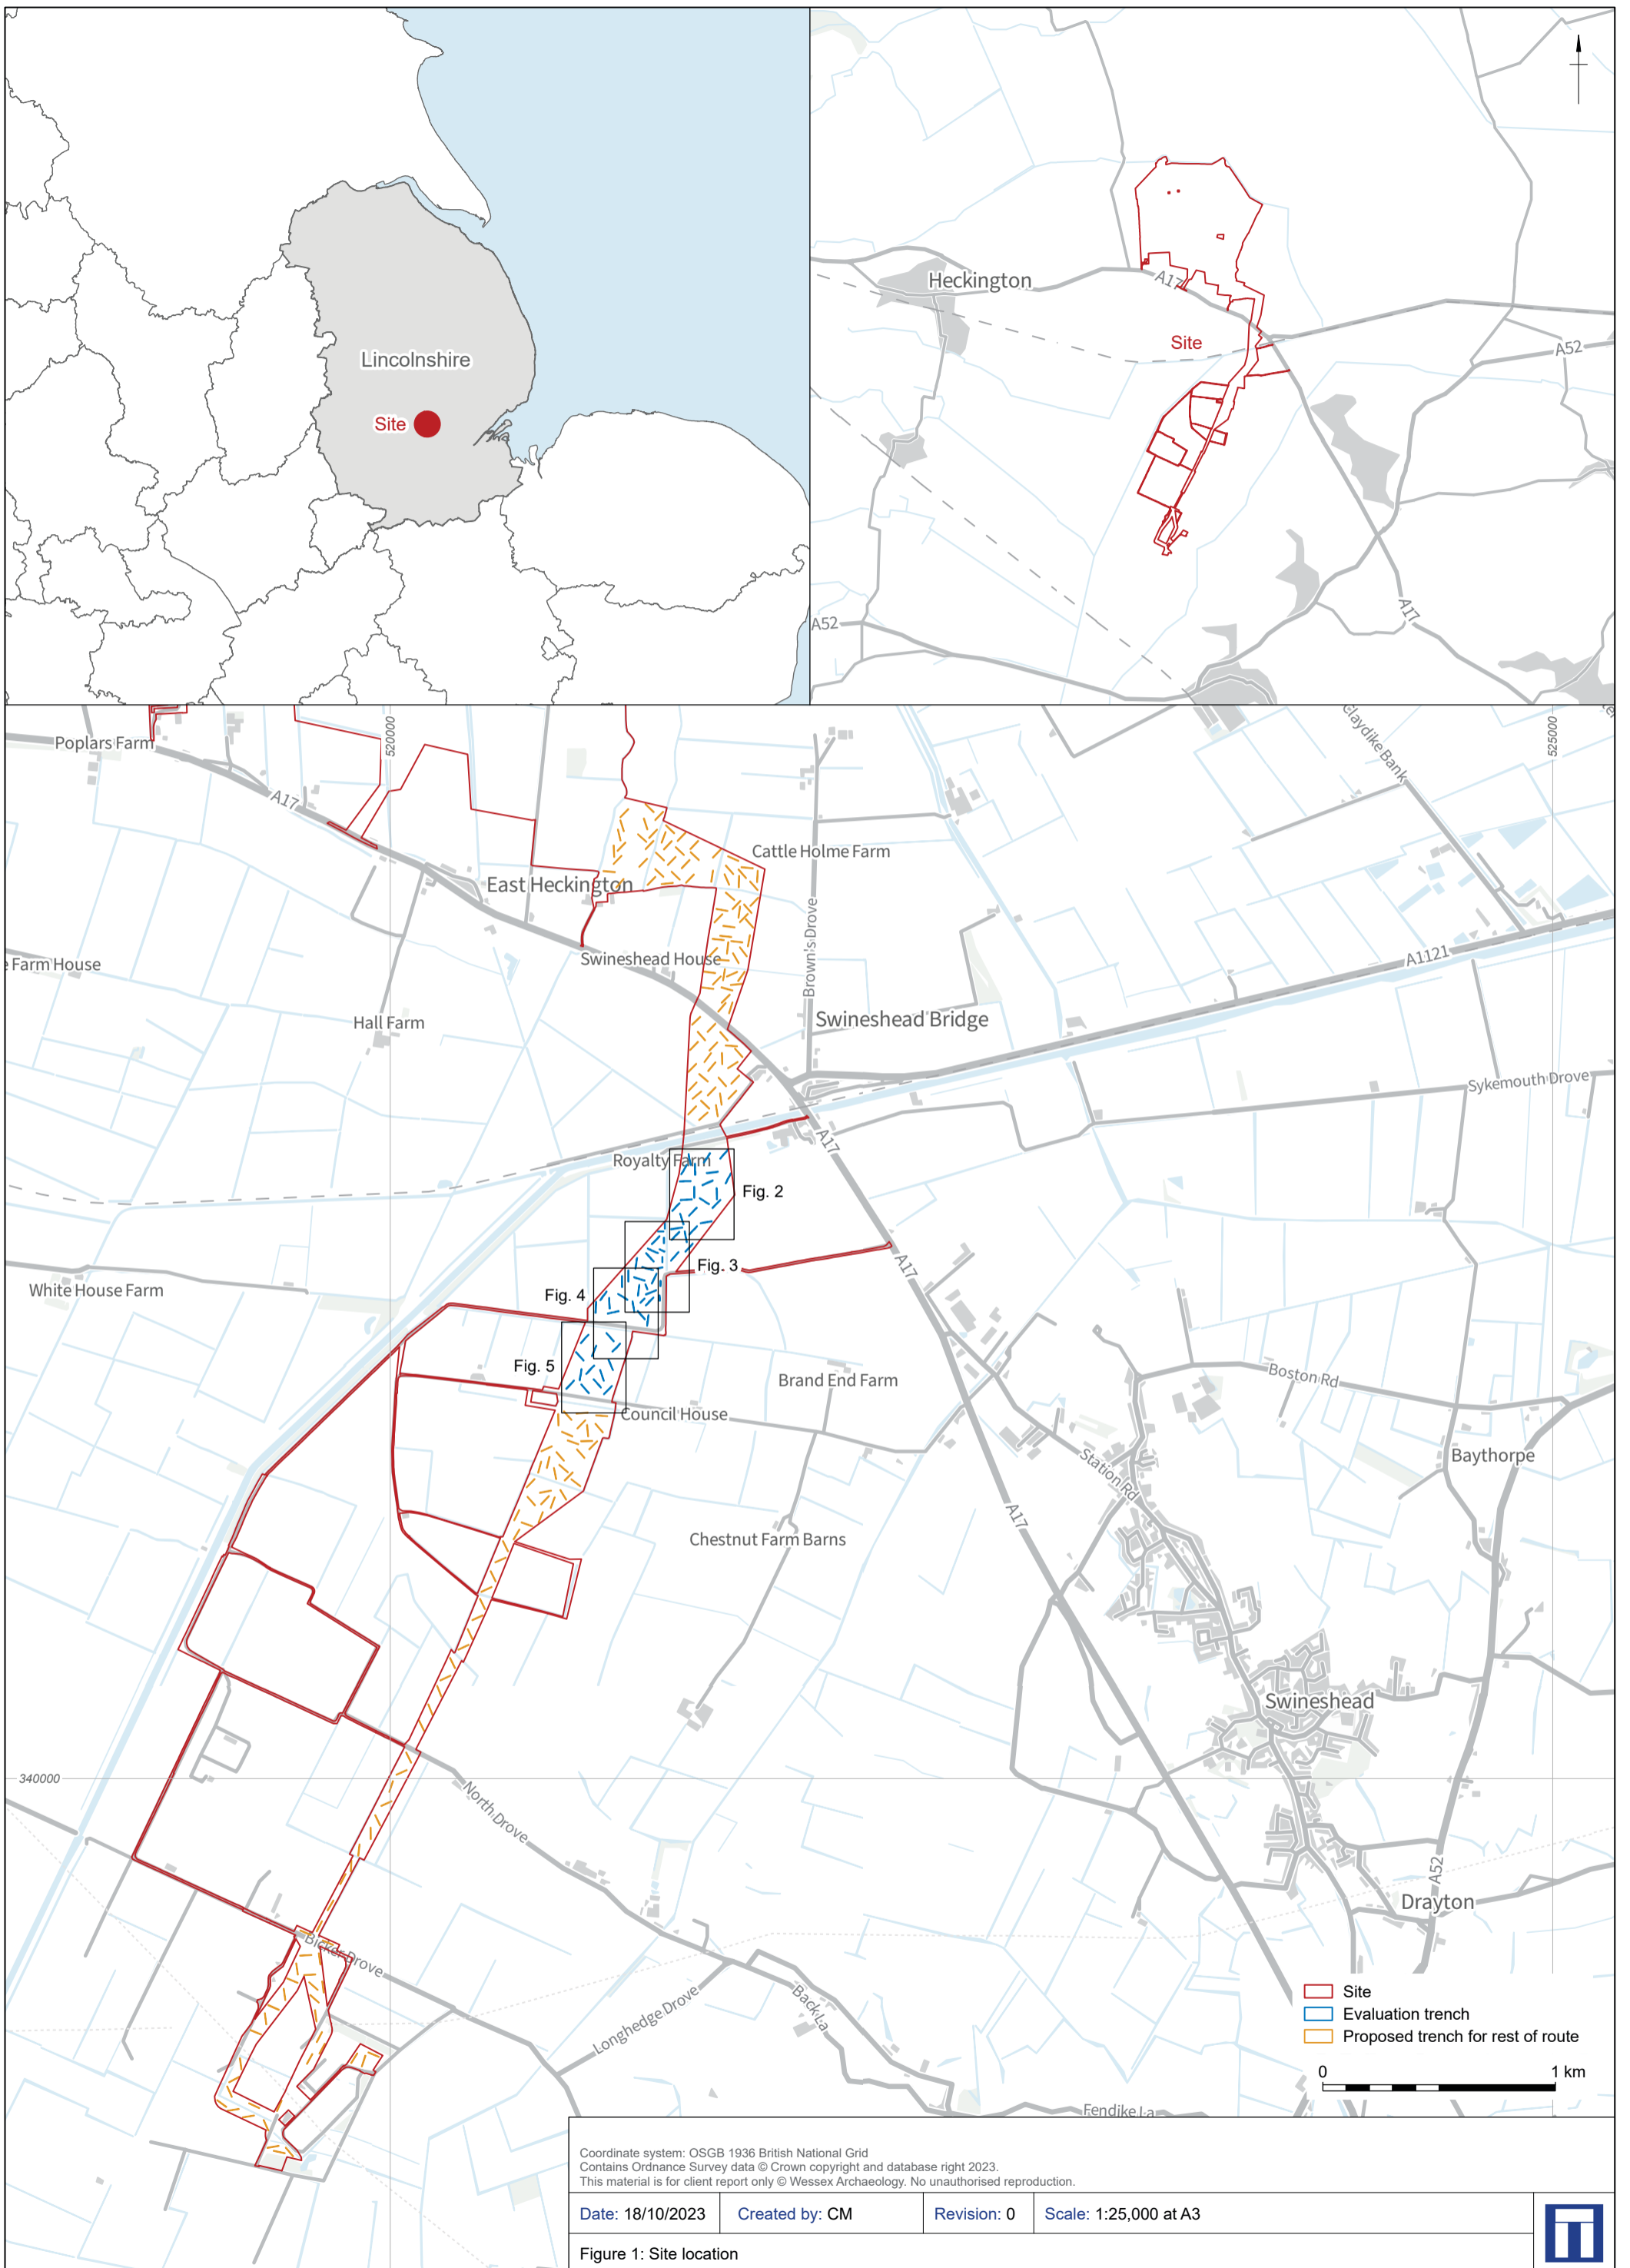 Lincolnshire
Site
Heckington
A17
Site
A52
A52
A17
Poplars Farm
520000
525000
Claydike Bank
A17
Cattle Holme Farm
East Heckington
Brown's Drove
Farm House
Swineshead House
A1121
Hall Farm
Swineshead Bridge
Sykemouth Drove
A17
Royalty Farm
Fig. 2
Fig. 3
A17
White House Farm
Fig. 4
Fig. 5
Brand End Farm
Boston Rd
Council House
Baythorpe
Station Rd
A17
Chestnut Farm Barns
Swineshead
340000
North Drove
A52
Drayton
Bicker Drove
Longhedge Drove
Back La
Fendike La
Site
Evaluation trench
Proposed trench for rest of route
0 1 km
Coordinate system: OSGB 1936 British National Grid
Contains Ordnance Survey data © Crown copyright and database right 2023.
This material is for client report only © Wessex Archaeology. No unauthorised reproduction.
Date: 18/10/2023 Created by: CM Revision: 0 Scale: 1:25,000 at A3
Figure 1: Site location